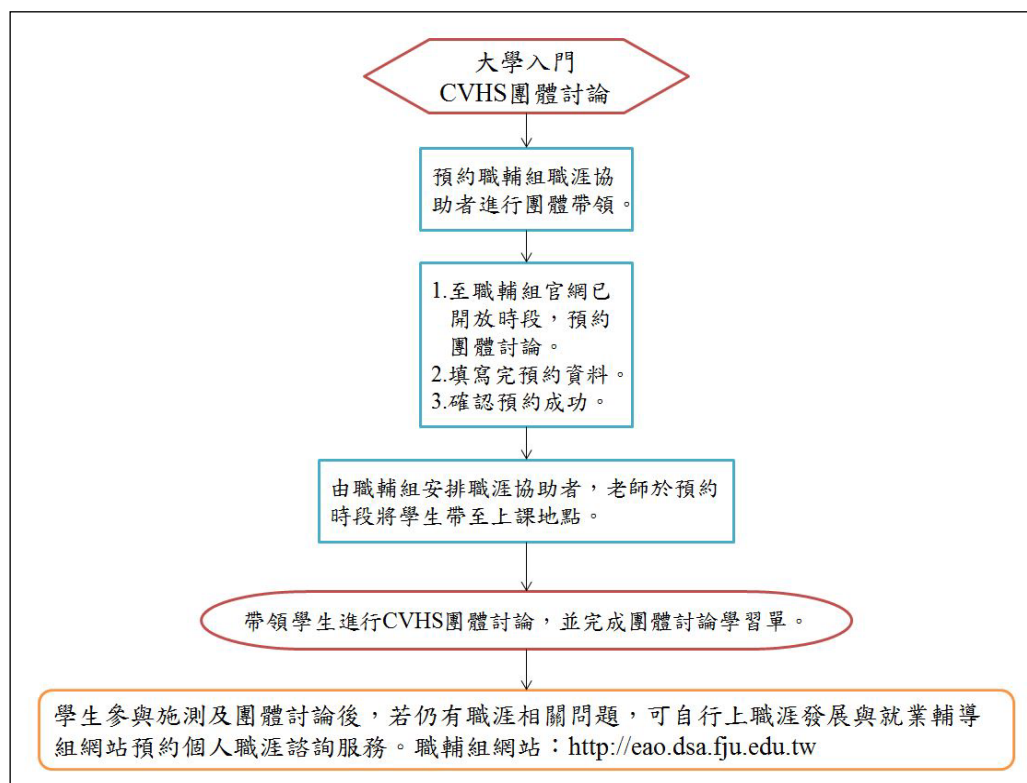 大學入門
CVHS團體討論
預約職輔組職涯協
助者進行團體帶領。
1.至職輔組官網已
開放時段，預約
團體討論。
2.填寫完預約資料。
3.確認預約成功。
由職輔組安排職涯協助者，老師於預約
時段將學生帶至上課地點。
帶領學生進行CVHS團體討論，並完成團體討論學習單。
學生參與施測及團體討論後，若仍有職涯相關問題，可自行上職涯發展與就業輔導
組網站預約個人職涯諮詢服務。職輔組網站：http://eao.dsa.fju.edu.tw